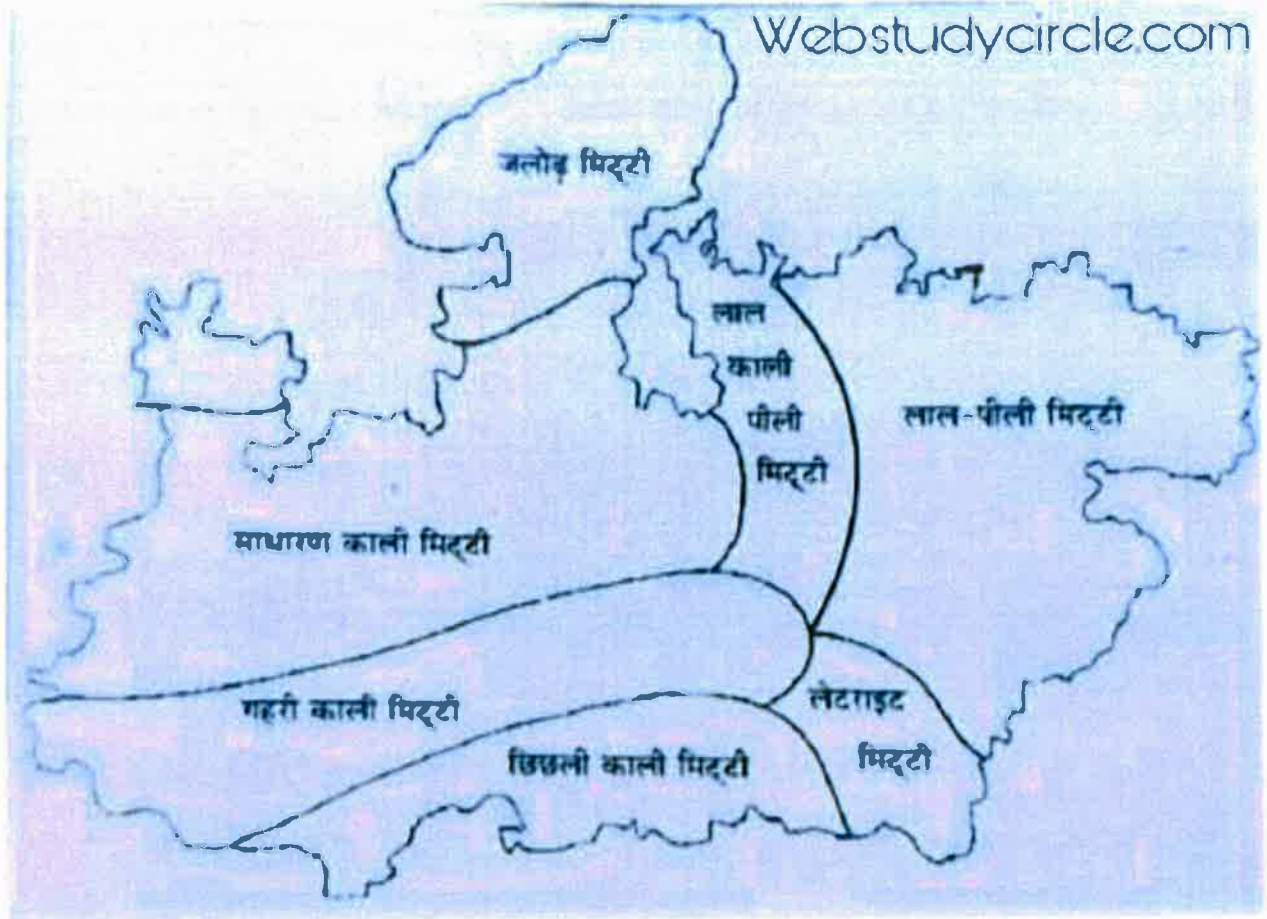 Webstudycircle.com
जलोढ़ मिट्टी
लाल
काली
पीली
मिट्टी
लाल-पीली मिट्टी
साधारण काली मिट्टी
गहरी काली मिट्टी
लेटराइट
मिट्टी
छिछली काली मिट्टी